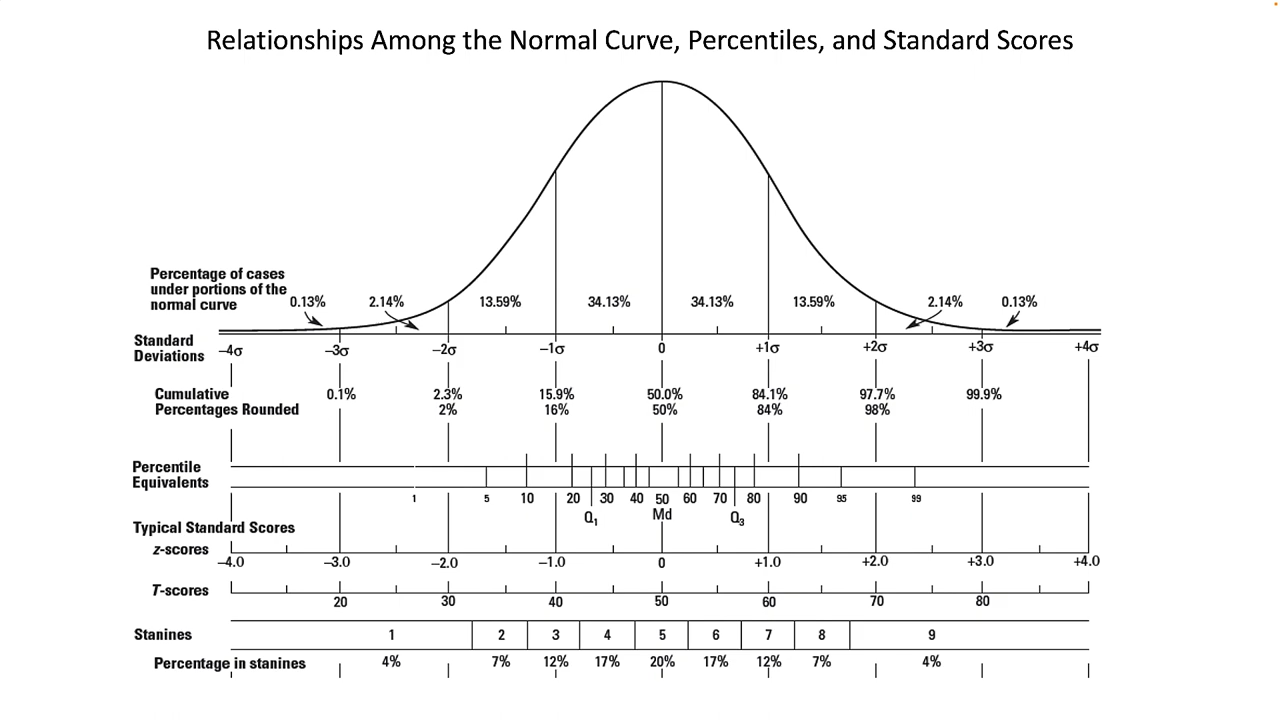 Relationships Among the Normal Curve, Percentiles, and Standard Scores
Percentage of cases
under portions of the
normal curve
0.13% 2.14% 13.59% 34.13% 34.13% 13.59% 2.14% 0.13%
Standard
Deviations
–4σ –3σ –2σ –1σ 0 +1σ +2σ +3σ +4σ
Cumulative 0.1% 2.3% 15.9% 50.0% 84.1% 97.7% 99.9%
Percentages Rounded 2% 16% 50% 84% 98%
Percentile
Equivalents
1 5 10 20 30 40 50 60 70 80 90 95 99
Q1 Md Q3
Typical Standard Scores
z-scores
–4.0 –3.0 –2.0 –1.0 0 +1.0 +2.0 +3.0 +4.0
T-scores
20 30 40 50 60 70 80
Stanines 1 2 3 4 5 6 7 8 9
Percentage in stanines 4% 7% 12% 17% 20% 17% 12% 7% 4%